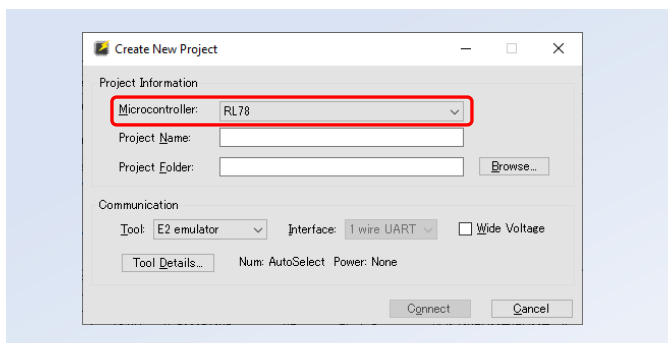 Create New Project
Project Information
Microcontroller: RL78
Project Name:
Project Folder: Browse...
Communication
Tool: E2 emulator Interface: 1 wire UART Wide Voltage
Tool Details... Num: AutoSelect Power: None
Connect Cancel